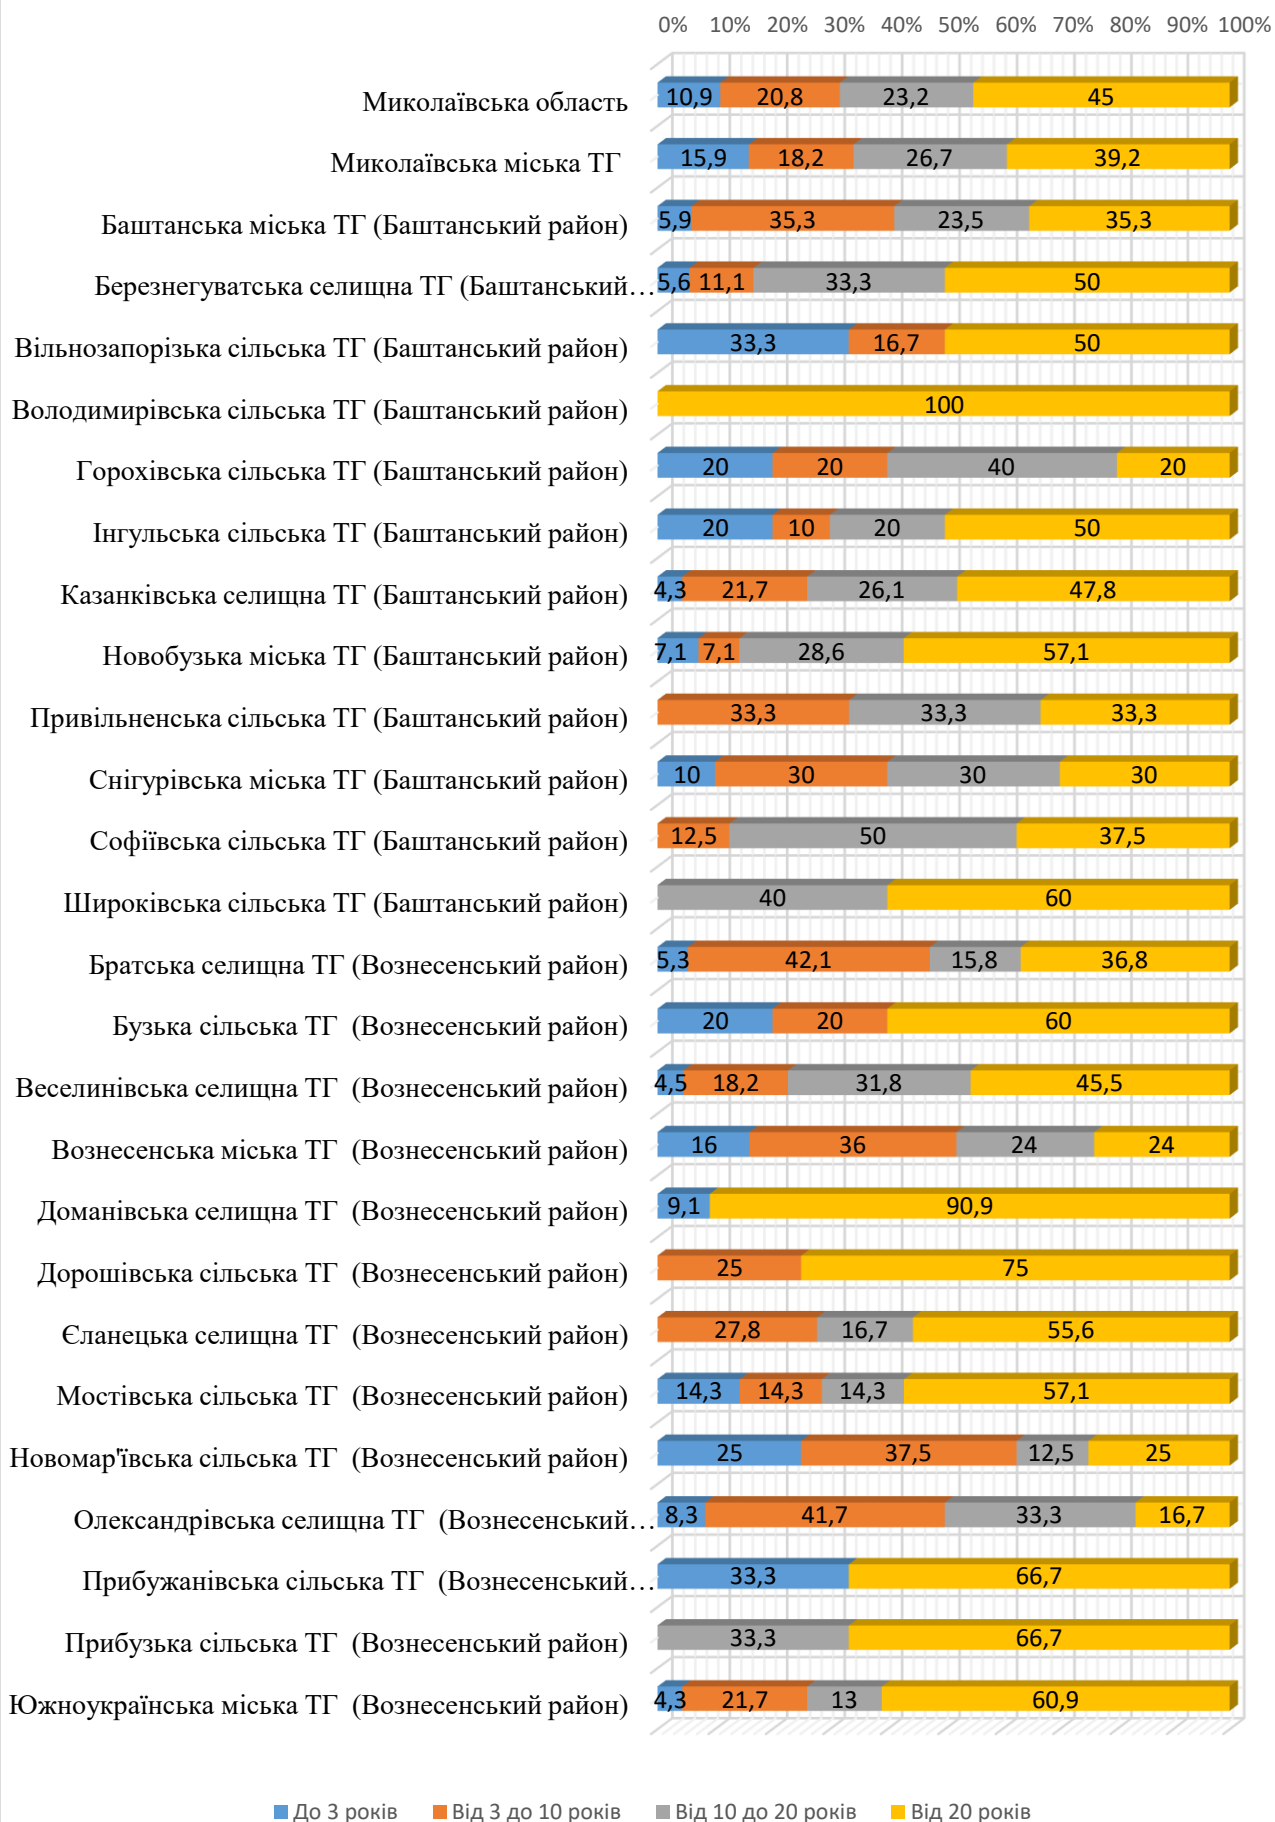 0% 10% 20% 30% 40% 50% 60% 70% 80% 90% 100%
Миколаївська область 10,9 20,8 23,2 45
Миколаївська міська ТГ 15,9 18,2 26,7 39,2
Баштанська міська ТГ (Баштанський район) 5,9 35,3 23,5 35,3
Березнегуватська селищна ТГ (Баштанський… 5,6 11,1 33,3 50
Вільнозапорізька сільська ТГ (Баштанський район) 33,3 16,7 50
Володимирівська сільська ТГ (Баштанський район) 100
Горохівська сільська ТГ (Баштанський район) 20 20 40 20
Інгульська сільська ТГ (Баштанський район) 20 10 20 50
Казанківська селищна ТГ (Баштанський район) 4,3 21,7 26,1 47,8
Новобузька міська ТГ (Баштанський район) 7,1 7,1 28,6 57,1
Привільненська сільська ТГ (Баштанський район) 33,3 33,3 33,3
Снігурівська міська ТГ (Баштанський район) 10 30 30 30
Софіївська сільська ТГ (Баштанський район) 12,5 50 37,5
Широківська сільська ТГ (Баштанський район) 40 60
Братська селищна ТГ (Вознесенський район) 5,3 42,1 15,8 36,8
Бузька сільська ТГ (Вознесенський район) 20 20 60
Веселинівська селищна ТГ (Вознесенський район) 4,5 18,2 31,8 45,5
Вознесенська міська ТГ (Вознесенський район) 16 36 24 24
Доманівська селищна ТГ (Вознесенський район) 9,1 90,9
Дорошівська сільська ТГ (Вознесенський район) 25 75
Єланецька селищна ТГ (Вознесенський район) 27,8 16,7 55,6
Мостівська сільська ТГ (Вознесенський район) 14,3 14,3 14,3 57,1
Новомар'ївська сільська ТГ (Вознесенський район) 25 37,5 12,5 25
Олександрівська селищна ТГ (Вознесенський… 8,3 41,7 33,3 16,7
Прибужанівська сільська ТГ (Вознесенський… 33,3 66,7
Прибузька сільська ТГ (Вознесенський район) 33,3 66,7
Южноукраїнська міська ТГ (Вознесенський район) 4,3 21,7 13 60,9
До 3 років Від 3 до 10 років Від 10 до 20 років Від 20 років